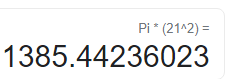 Pi * (21^2) =
1385.44236023